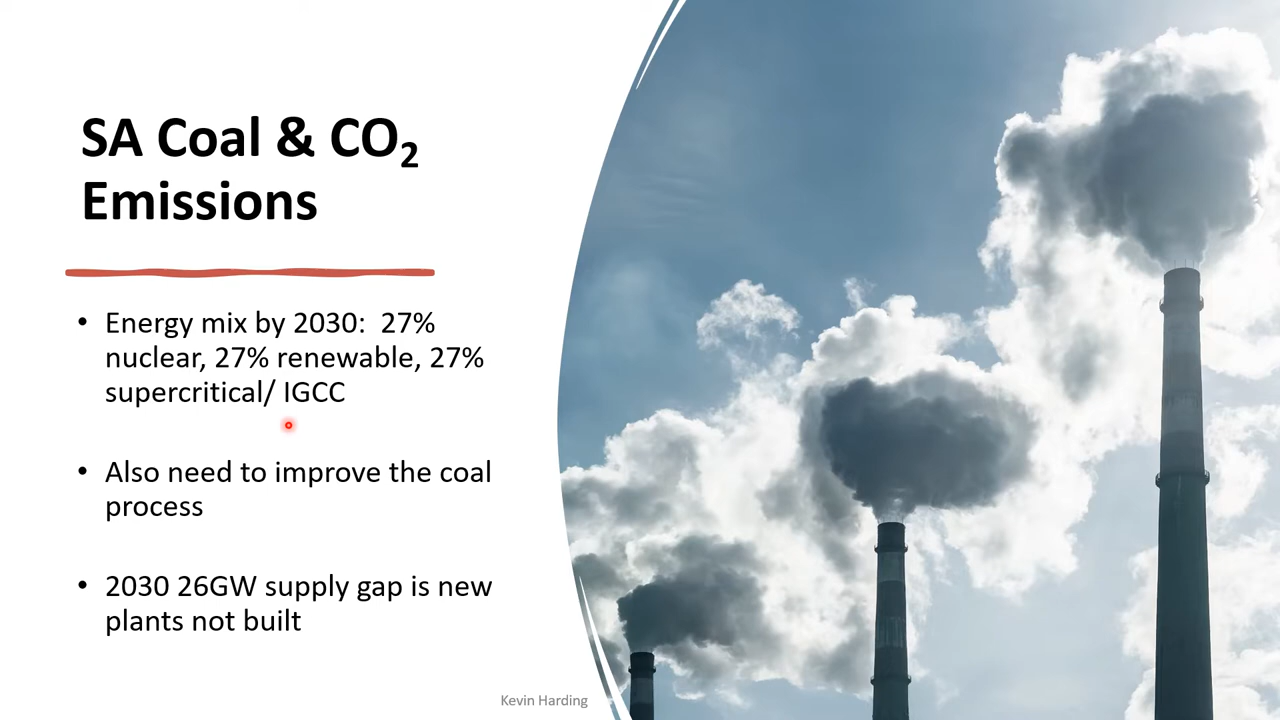 SA Coal & CO₂
Emissions
• Energy mix by 2030:  27%
nuclear, 27% renewable, 27%
supercritical/ IGCC
• Also need to improve the coal
process
• 2030 26GW supply gap is new
plants not built
Kevin Harding